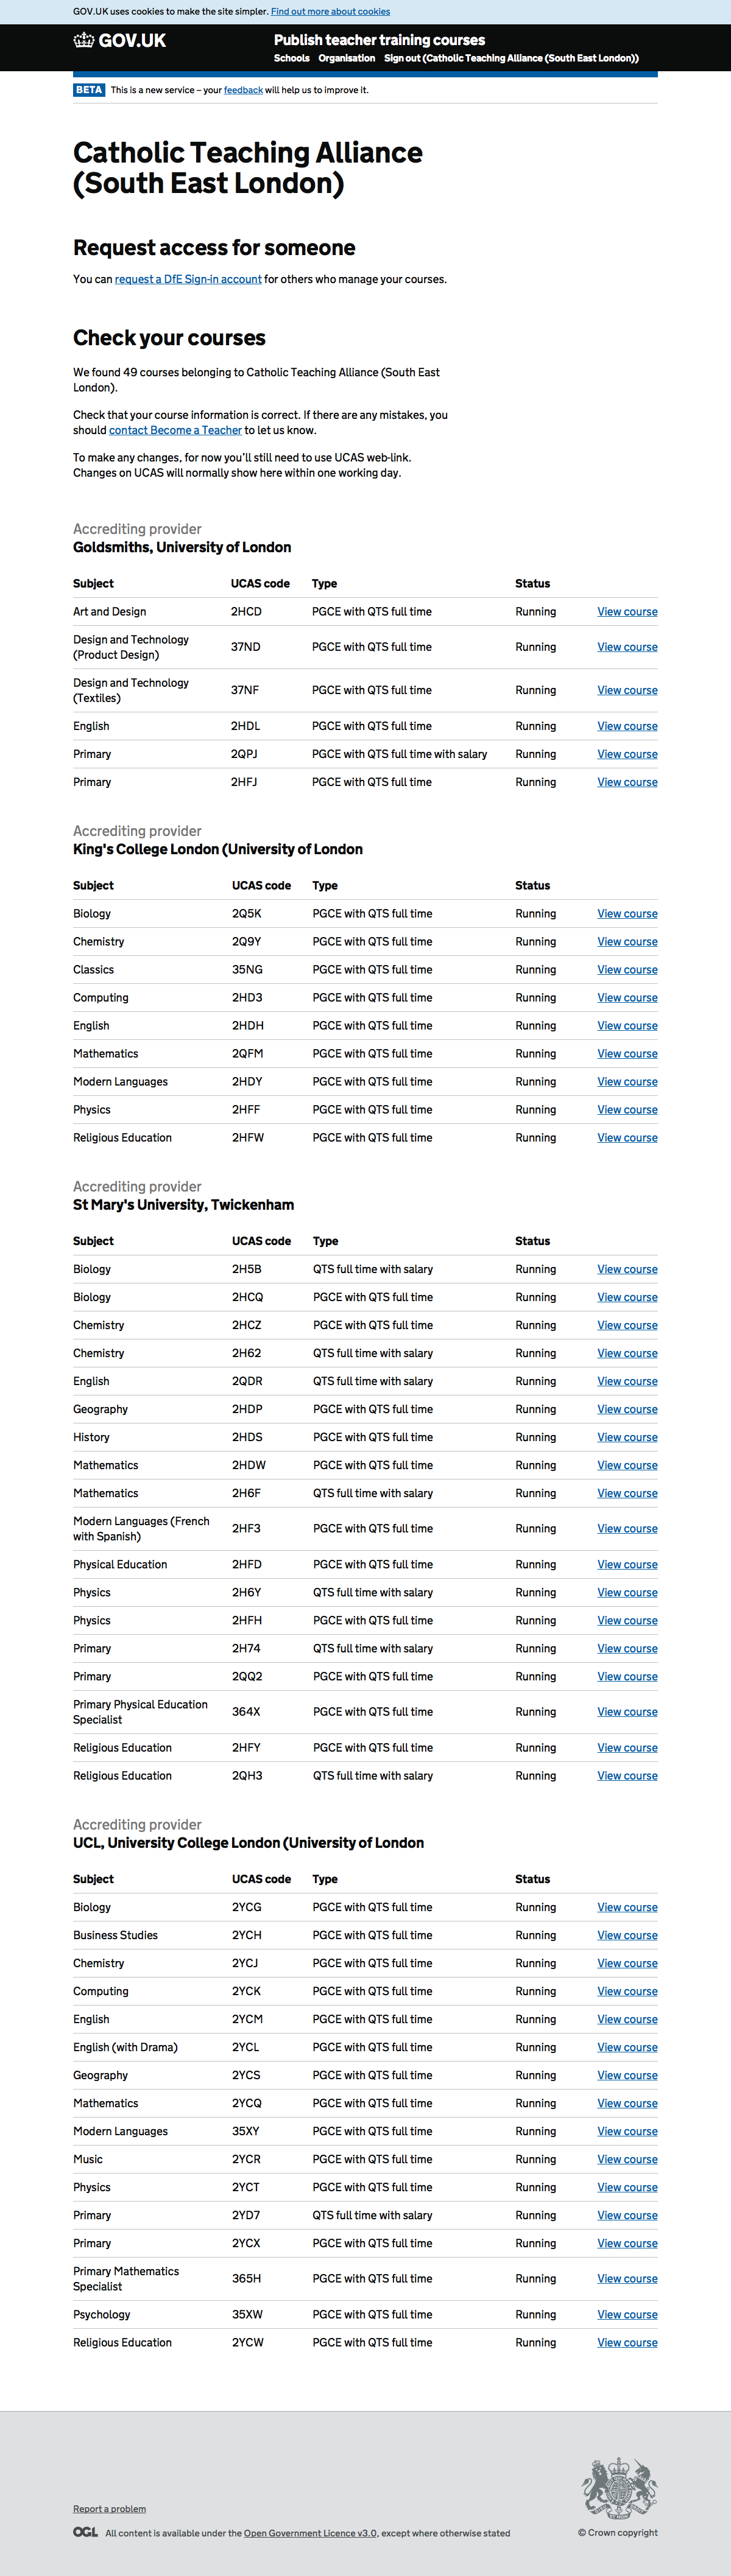 GOV.UK uses cookies to make the site simpler. Find out more about cookies
GOV.UK
Publish teacher training courses
Schools Organisation Sign out (Catholic Teaching Alliance (South East London))
BETA This is a new service – your feedback will help us to improve it.
Catholic Teaching Alliance
(South East London)
Request access for someone
You can request a DfE Sign-in account for others who manage your courses.
Check your courses
We found 49 courses belonging to Catholic Teaching Alliance (South East
London).
Check that your course information is correct. If there are any mistakes, you
should contact Become a Teacher to let us know.
To make any changes, for now you’ll still need to use UCAS web-link.
Changes on UCAS will normally show here within one working day.
Accrediting provider
Goldsmiths, University of London
Subject UCAS code Type Status
Art and Design 2HCD PGCE with QTS full time Running View course
Design and Technology
(Product Design) 37ND PGCE with QTS full time Running View course
Design and Technology
(Textiles) 37NF PGCE with QTS full time Running View course
English 2HDL PGCE with QTS full time Running View course
Primary 2QPJ PGCE with QTS full time with salary Running View course
Primary 2HFJ PGCE with QTS full time Running View course
Accrediting provider
King's College London (University of London
Subject UCAS code Type Status
Biology 2Q5K PGCE with QTS full time Running View course
Chemistry 2Q9Y PGCE with QTS full time Running View course
Classics 35NG PGCE with QTS full time Running View course
Computing 2HD3 PGCE with QTS full time Running View course
English 2HDH PGCE with QTS full time Running View course
Mathematics 2QFM PGCE with QTS full time Running View course
Modern Languages 2HDY PGCE with QTS full time Running View course
Physics 2HFF PGCE with QTS full time Running View course
Religious Education 2HFW PGCE with QTS full time Running View course
Accrediting provider
St Mary's University, Twickenham
Subject UCAS code Type Status
Biology 2H5B QTS full time with salary Running View course
Biology 2HCQ PGCE with QTS full time Running View course
Chemistry 2HCZ PGCE with QTS full time Running View course
Chemistry 2H62 QTS full time with salary Running View course
English 2QDR QTS full time with salary Running View course
Geography 2HDP PGCE with QTS full time Running View course
History 2HDS PGCE with QTS full time Running View course
Mathematics 2HDW PGCE with QTS full time Running View course
Mathematics 2H6F QTS full time with salary Running View course
Modern Languages (French
with Spanish) 2HF3 PGCE with QTS full time Running View course
Physical Education 2HFD PGCE with QTS full time Running View course
Physics 2H6Y QTS full time with salary Running View course
Physics 2HFH PGCE with QTS full time Running View course
Primary 2H74 QTS full time with salary Running View course
Primary 2QQ2 PGCE with QTS full time Running View course
Primary Physical Education
Specialist 364X PGCE with QTS full time Running View course
Religious Education 2HFY PGCE with QTS full time Running View course
Religious Education 2QH3 QTS full time with salary Running View course
Accrediting provider
UCL, University College London (University of London
Subject UCAS code Type Status
Biology 2YCG PGCE with QTS full time Running View course
Business Studies 2YCH PGCE with QTS full time Running View course
Chemistry 2YCJ PGCE with QTS full time Running View course
Computing 2YCK PGCE with QTS full time Running View course
English 2YCM PGCE with QTS full time Running View course
English (with Drama) 2YCL PGCE with QTS full time Running View course
Geography 2YCS PGCE with QTS full time Running View course
Mathematics 2YCQ PGCE with QTS full time Running View course
Modern Languages 35XY PGCE with QTS full time Running View course
Music 2YCR PGCE with QTS full time Running View course
Physics 2YCT PGCE with QTS full time Running View course
Primary 2YD7 QTS full time with salary Running View course
Primary 2YCX PGCE with QTS full time Running View course
Primary Mathematics
Specialist 365H PGCE with QTS full time Running View course
Psychology 35XW PGCE with QTS full time Running View course
Religious Education 2YCW PGCE with QTS full time Running View course
Report a problem
OGL All content is available under the Open Government Licence v3.0, except where otherwise stated
© Crown copyright